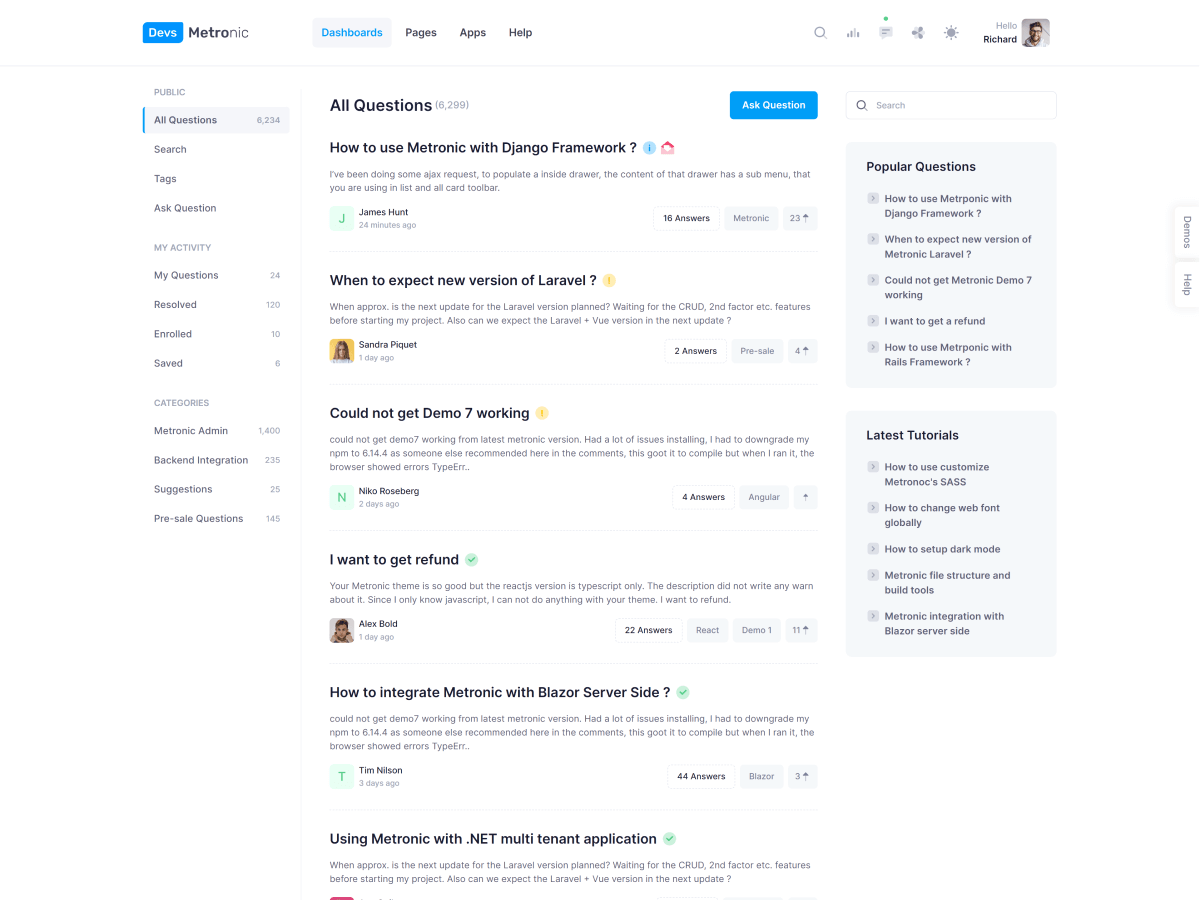 Devs Metronic
Dashboards
Pages
Apps
Help
Hello
Richard
PUBLIC
All Questions 6,234
Search
Tags
Ask Question
MY ACTIVITY
My Questions 24
Resolved 120
Enrolled 10
Saved 6
CATEGORIES
Metronic Admin 1,400
Backend Integration 235
Suggestions 25
Pre-sale Questions 145
All Questions (6,299)
Ask Question
How to use Metronic with Django Framework ?
I've been doing some ajax request, to populate a inside drawer, the content of that drawer has a sub menu, that
you are using in list and all card toolbar.
J
James Hunt
24 minutes ago
16 Answers
Metronic
23
When to expect new version of Laravel ?
When approx. is the next update for the Laravel version planned? Waiting for the CRUD, 2nd factor etc. features
before starting my project. Also can we expect the Laravel + Vue version in the next update ?
Sandra Piquet
1 day ago
2 Answers
Pre-sale
4
Could not get Demo 7 working
could not get demo7 working from latest metronic version. Had a lot of issues installing, I had to downgrade my
npm to 6.14.4 as someone else recommended here in the comments, this goot it to compile but when I ran it, the
browser showed errors TypeErr..
N
Niko Roseberg
2 days ago
4 Answers
Angular
I want to get refund
Your Metronic theme is so good but the reactjs version is typescript only. The description did not write any warn
about it. Since I only know javascript, I can not do anything with your theme. I want to refund.
Alex Bold
1 day ago
22 Answers
React
Demo 1
11
How to integrate Metronic with Blazor Server Side ?
could not get demo7 working from latest metronic version. Had a lot of issues installing, I had to downgrade my
npm to 6.14.4 as someone else recommended here in the comments, this goot it to compile but when I ran it, the
browser showed errors TypeErr..
T
Tim Nilson
3 days ago
44 Answers
Blazor
3
Using Metronic with .NET multi tenant application
When approx. is the next update for the Laravel version planned? Waiting for the CRUD, 2nd factor etc. features
before starting my project. Also can we expect the Laravel + Vue version in the next update ?
Search
Popular Questions
How to use Metrponic with
Django Framework ?
When to expect new version of
Metronic Laravel ?
Could not get Metronic Demo 7
working
I want to get a refund
How to use Metrponic with
Rails Framework ?
Latest Tutorials
How to use customize
Metronoc's SASS
How to change web font
globally
How to setup dark mode
Metronic file structure and
build tools
Metronic integration with
Blazor server side
Demos
Help